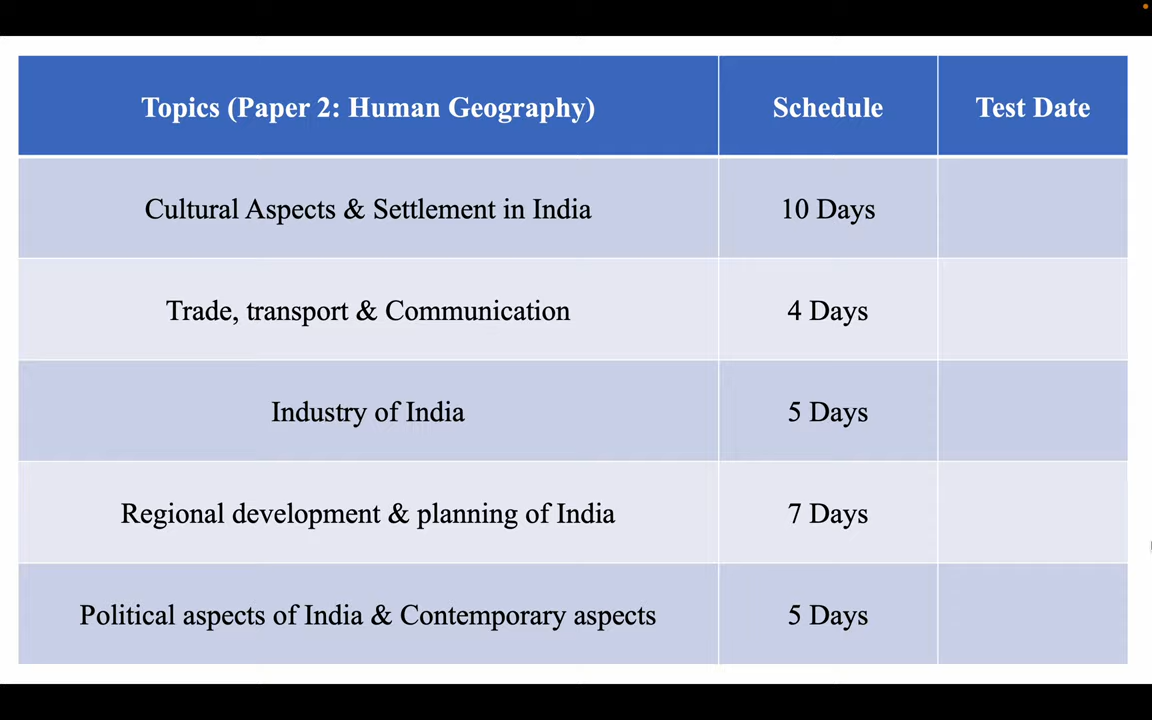 Topics (Paper 2: Human Geography) Schedule Test Date
Cultural Aspects & Settlement in India 10 Days
Trade, transport & Communication 4 Days
Industry of India 5 Days
Regional development & planning of India 7 Days
Political aspects of India & Contemporary aspects 5 Days